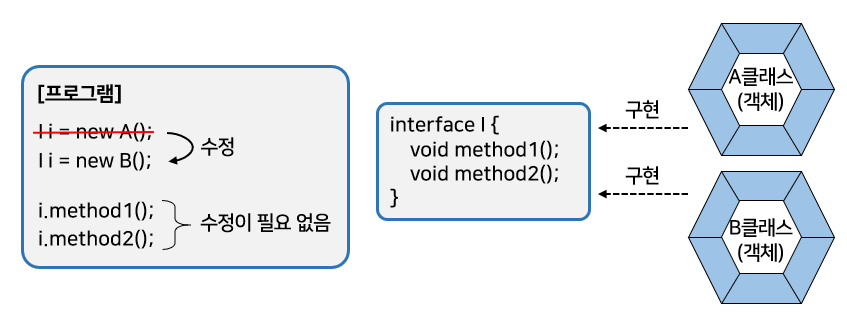 [프로그램]
I i = new A();
I i = new B();
수정
i.method1();
i.method2();
수정이 필요 없음
interface I {
void method1();
void method2();
}
구현
구현
A클래스
(객체)
B클래스
(객체)